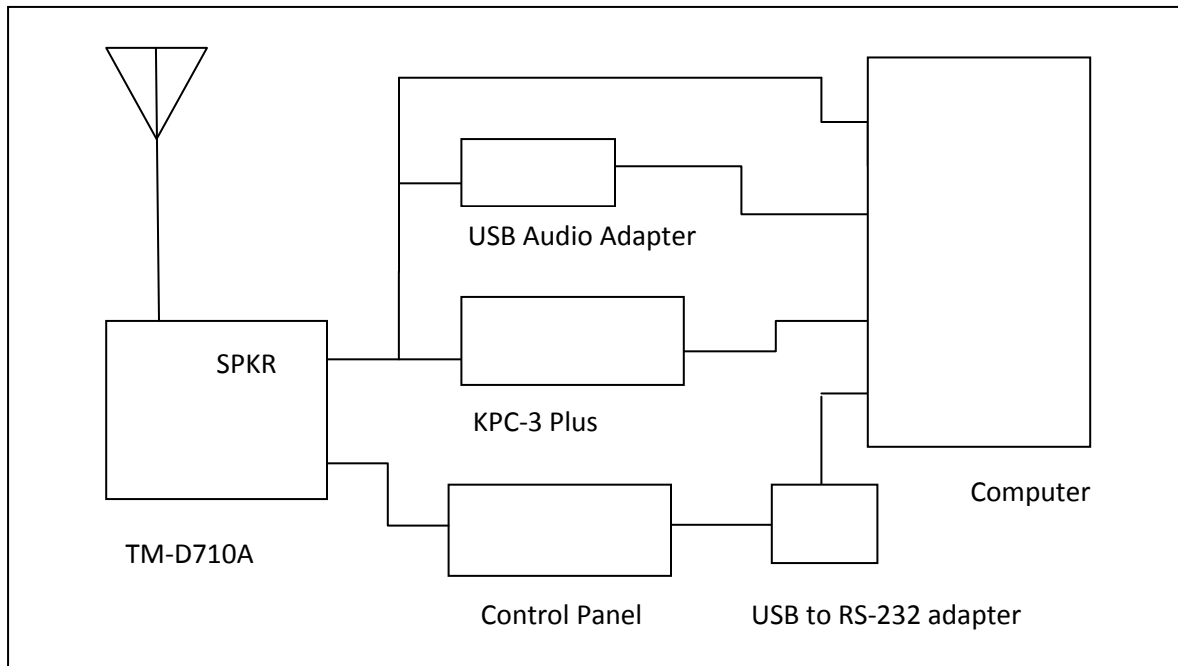 USB Audio Adapter
SPKR
KPC-3 Plus
Computer
TM-D710A
Control Panel
USB to RS-232 adapter